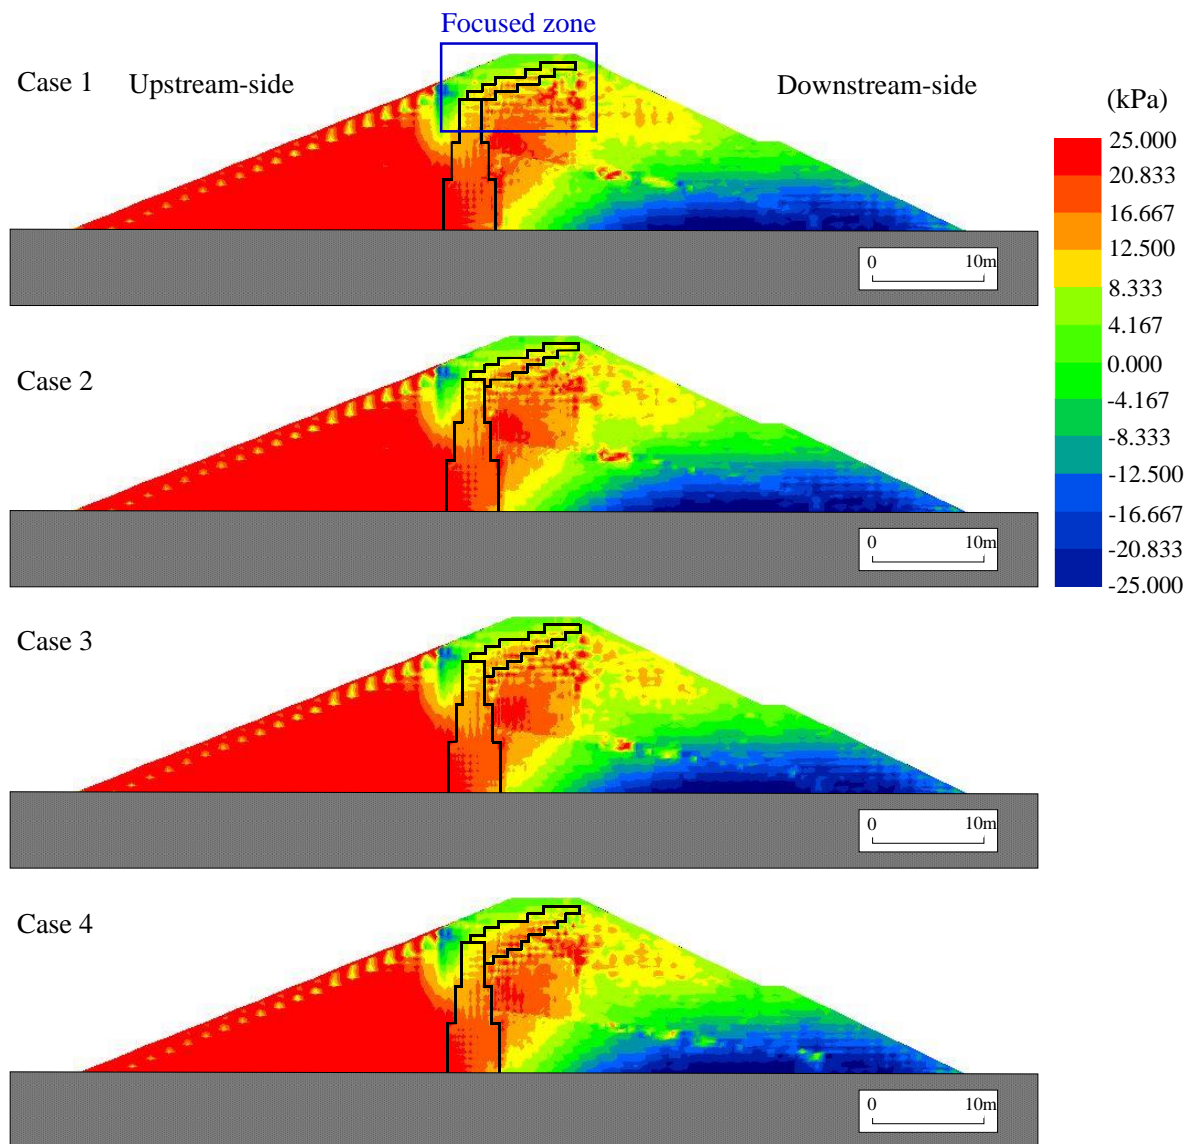 Focused zone
Case 1
Upstream-side
Downstream-side
(kPa)
25.000
20.833
16.667
12.500
8.333
4.167
0.000
-4.167
-8.333
-12.500
-16.667
-20.833
-25.000
0 10m
Case 2
0 10m
Case 3
0 10m
Case 4
0 10m